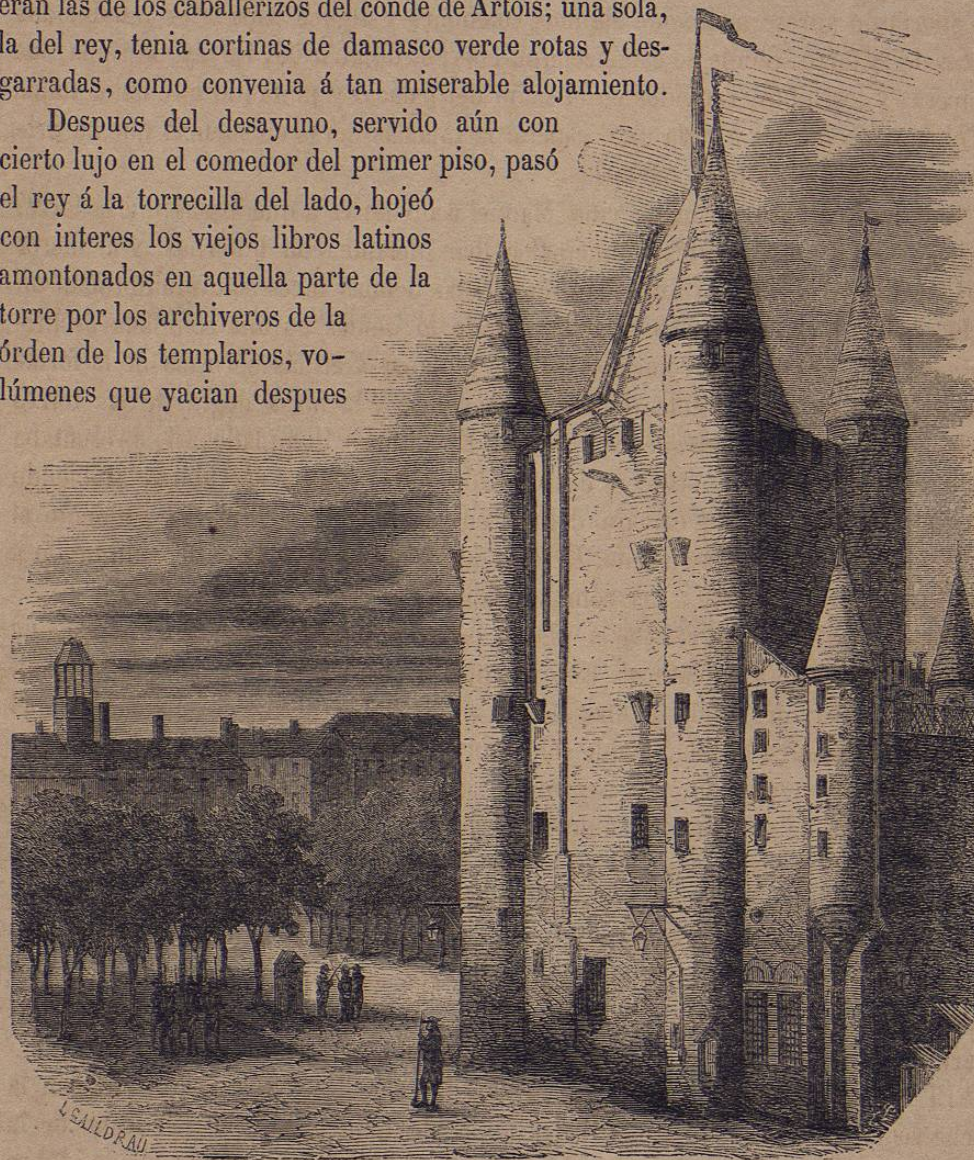 eran las de los caballerizos del conde de Artois; una sola,
la del rey, tenia cortinas de damasco verde rotas y des-
garradas, como convenia á tan miserable alojamiento.
Despues del desayuno, servido aún con
cierto lujo en el comedor del primer piso, pasó
el rey á la torrecilla del lado, hojeó
con interes los viejos libros latinos
amontonados en aquella parte de la
torre por los archiveros de la
órden de los templarios, vo-
lúmenes que yacian despues